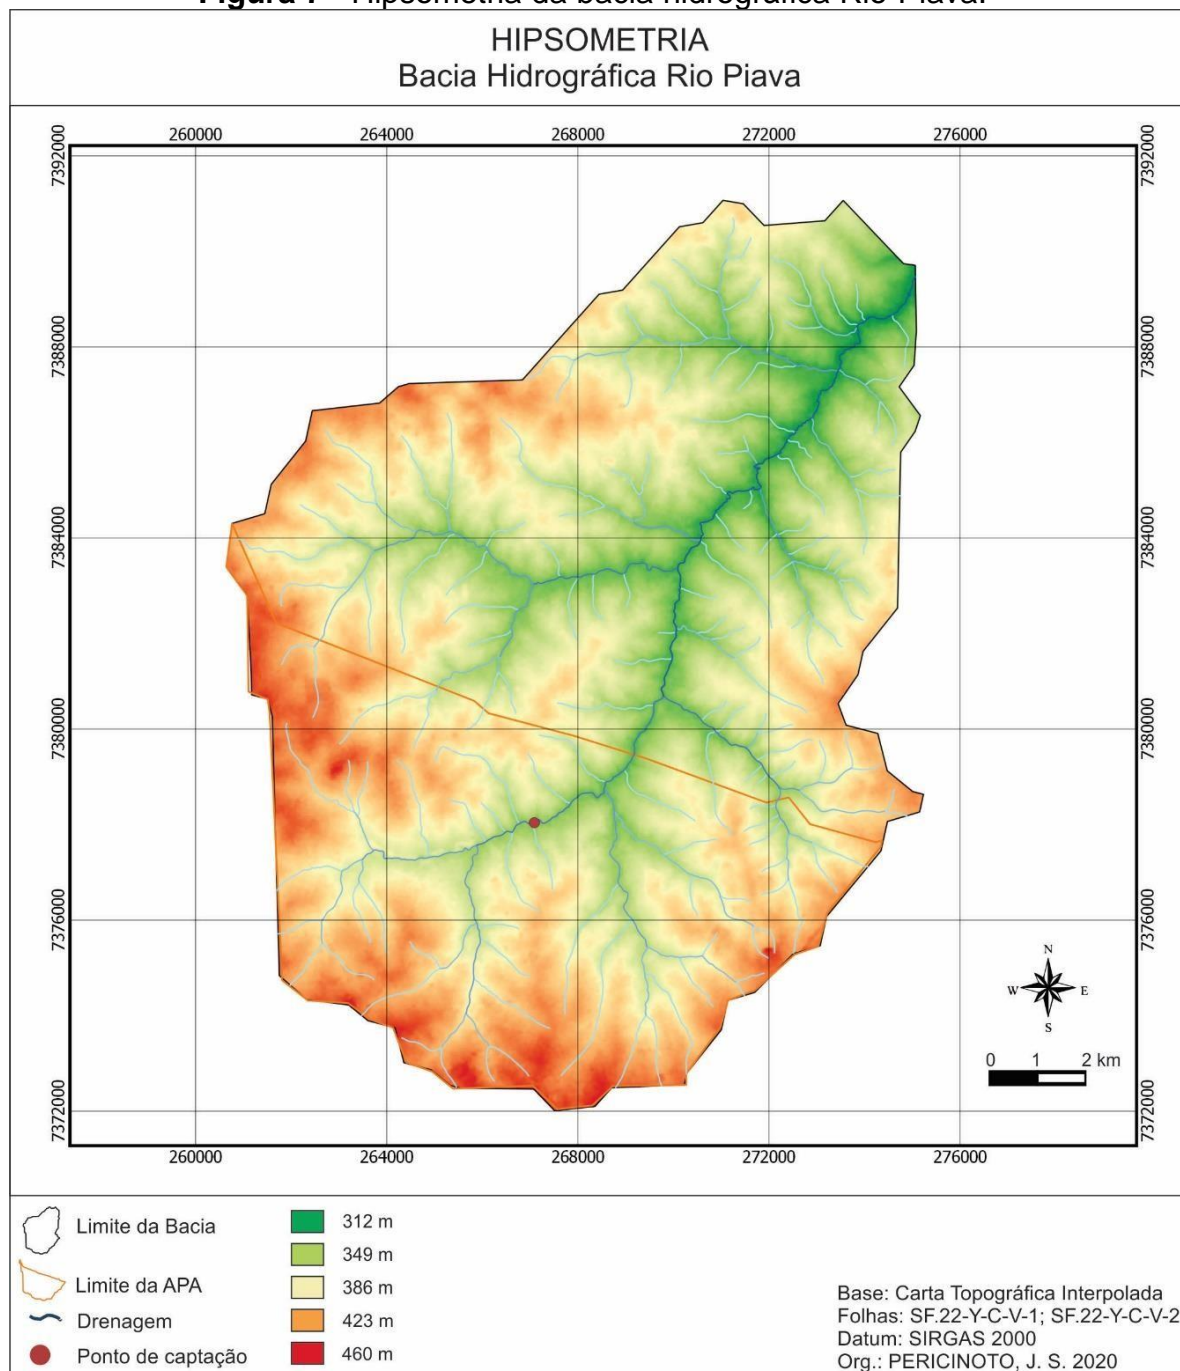 Hipsometria da bacia hidrográfica Rio Piava.
HIPSOMETRIA
Bacia Hidrográfica Rio Piava
260000 264000 268000 272000 276000
7392000 7392000
7388000 7388000
7384000 7384000
7380000 7380000
7376000 7376000
7372000 7372000
N
W E
S
0 1 2 km
260000 264000 268000 272000 276000
Limite da Bacia
Limite da APA
Drenagem
Ponto de captação
312 m
349 m
386 m
423 m
460 m
Base: Carta Topográfica Interpolada
Folhas: SF.22-Y-C-V-1; SF.22-Y-C-V-2
Datum: SIRGAS 2000
Org.: PERICINOTO, J. S. 2020